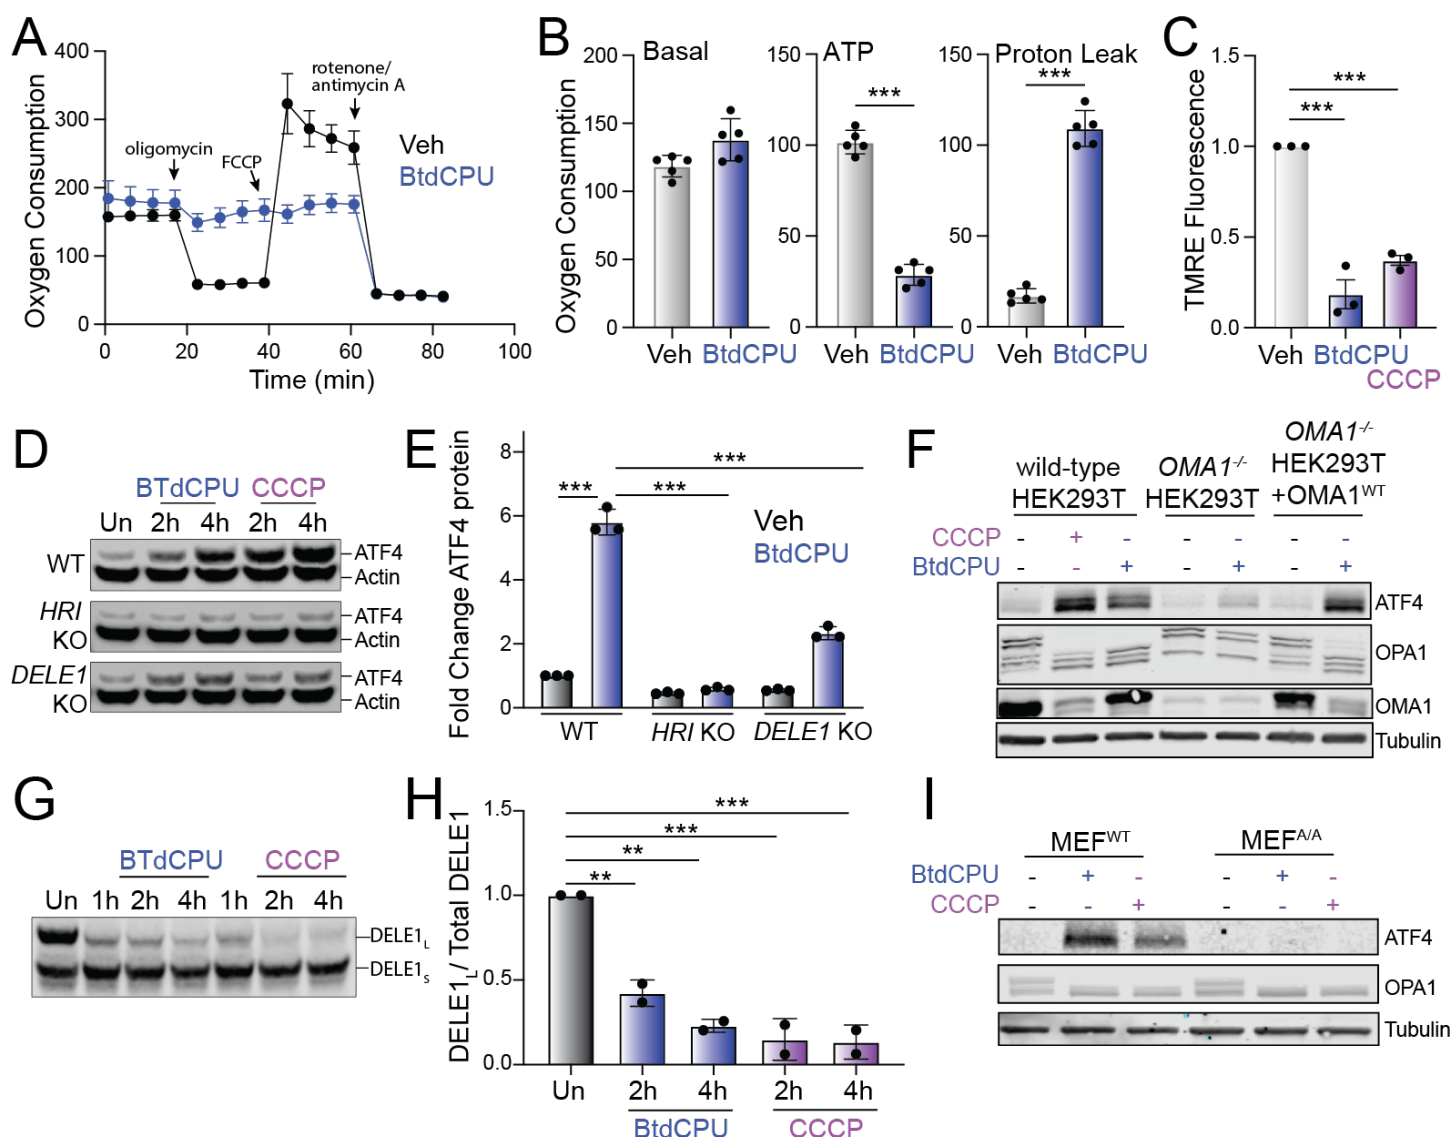 A
Oxygen Consumption
400
300
200
100
0
0 20 40 60 80 100
Time (min)
oligomycin
FCCP
rotenone/
antimycin A
Veh
BtdCPU
B
Oxygen Consumption
Basal
200
150
100
50
0
Veh BtdCPU
ATP
150
100
50
0
***
Veh BtdCPU
Proton Leak
150
100
50
0
***
Veh BtdCPU
C
TMRE Fluorescence
1.5
1.0
0.5
0.0
***
***
Veh BtdCPU
CCCP
D
BTdCPU CCCP
Un 2h 4h 2h 4h
WT
ATF4
Actin
HRI
KO
ATF4
Actin
DELE1
KO
ATF4
Actin
E
Fold Change ATF4 protein
8
6
4
2
0
***
***
***
Veh
BtdCPU
WT HRI KO DELE1 KO
F
wild-type
HEK293T
OMA1-/-
HEK293T
OMA1-/-
HEK293T
+OMA1WT
CCCP - + - - - - -
BtdCPU - - + - + - +
ATF4
OPA1
OMA1
Tubulin
G
BTdCPU CCCP
Un 1h 2h 4h 1h 2h 4h
DELE1L
DELE1S
H
DELE1L/ Total DELE1
1.5
1.0
0.5
0.0
***
***
**
**
Un 2h 4h 2h 4h
BtdCPU CCCP
I
MEFWT MEFA/A
BtdCPU - + - - + -
CCCP - - + - - +
ATF4
OPA1
Tubulin